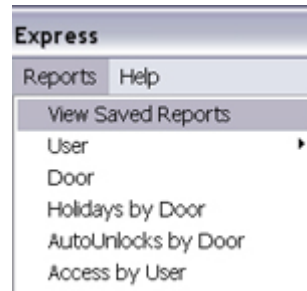 Express
Reports Help
View Saved Reports
User
Door
Holidays by Door
AutoUnlocks by Door
Access by User